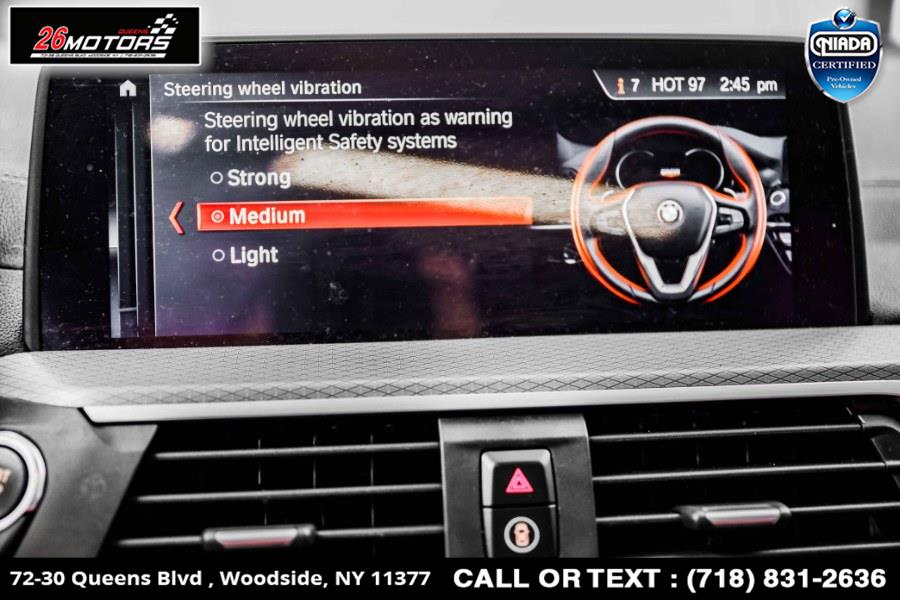 QUEENS
26MOTORS
NIADA
CERTIFIED
Pre-Owned
Vehicles
Steering wheel vibration
7 HOT 97 2:45 pm
Steering wheel vibration as warning
for Intelligent Safety systems
Strong
Medium
Light
72-30 Queens Blvd , Woodside, NY 11377
CALL OR TEXT : (718) 831-2636